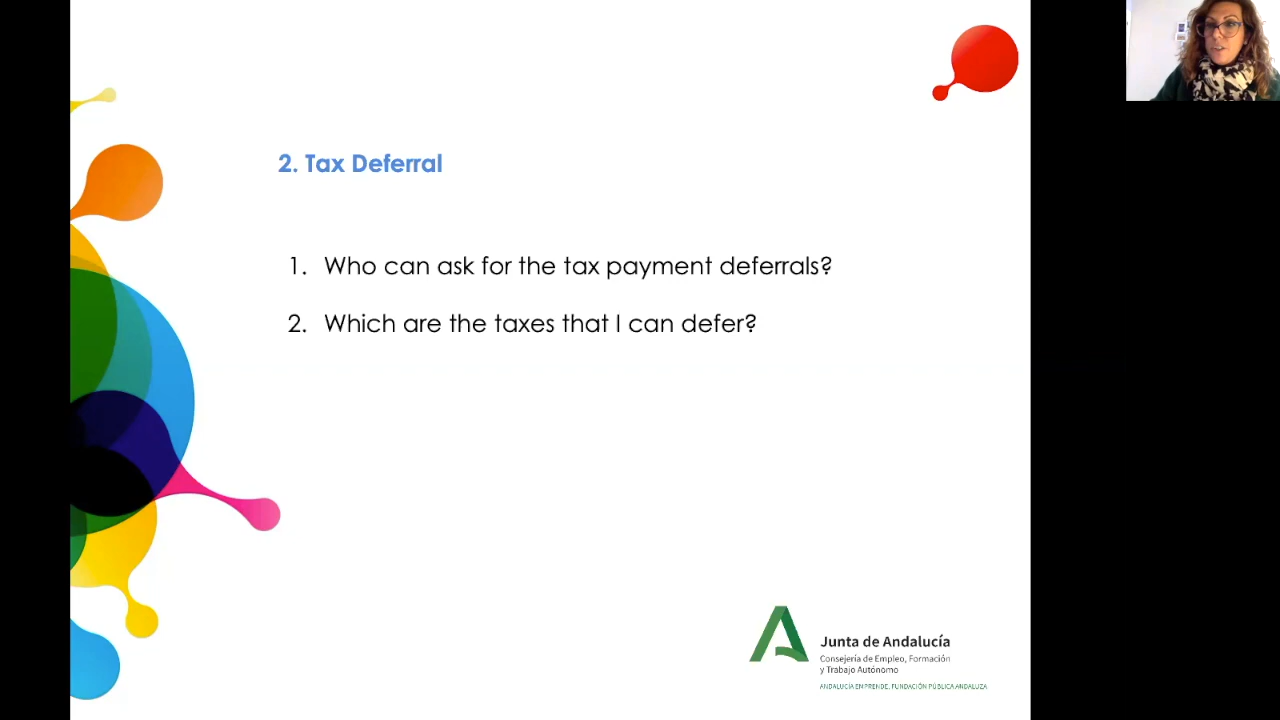 2. Tax Deferral
1. Who can ask for the tax payment deferrals?
2. Which are the taxes that I can defer?
Junta de Andalucía
Consejería de Empleo, Formación
y Trabajo Autónomo
ANDALUCÍA EMPRENDE, FUNDACIÓN PÚBLICA ANDALUZA